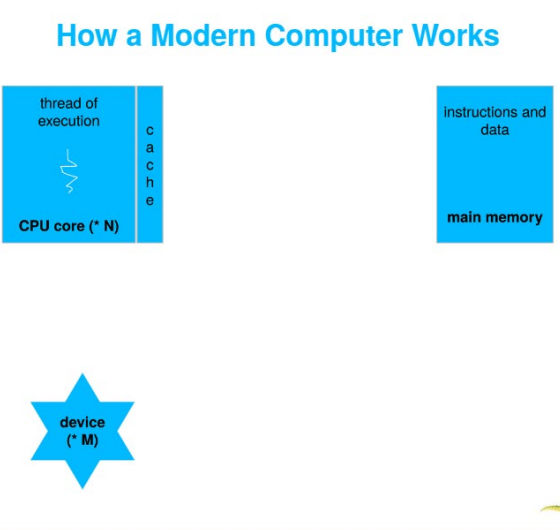 How a Modern Computer Works
thread of
execution
c
a
c
h
e
CPU core (* N)
instructions and
data
main memory
device
(* M)